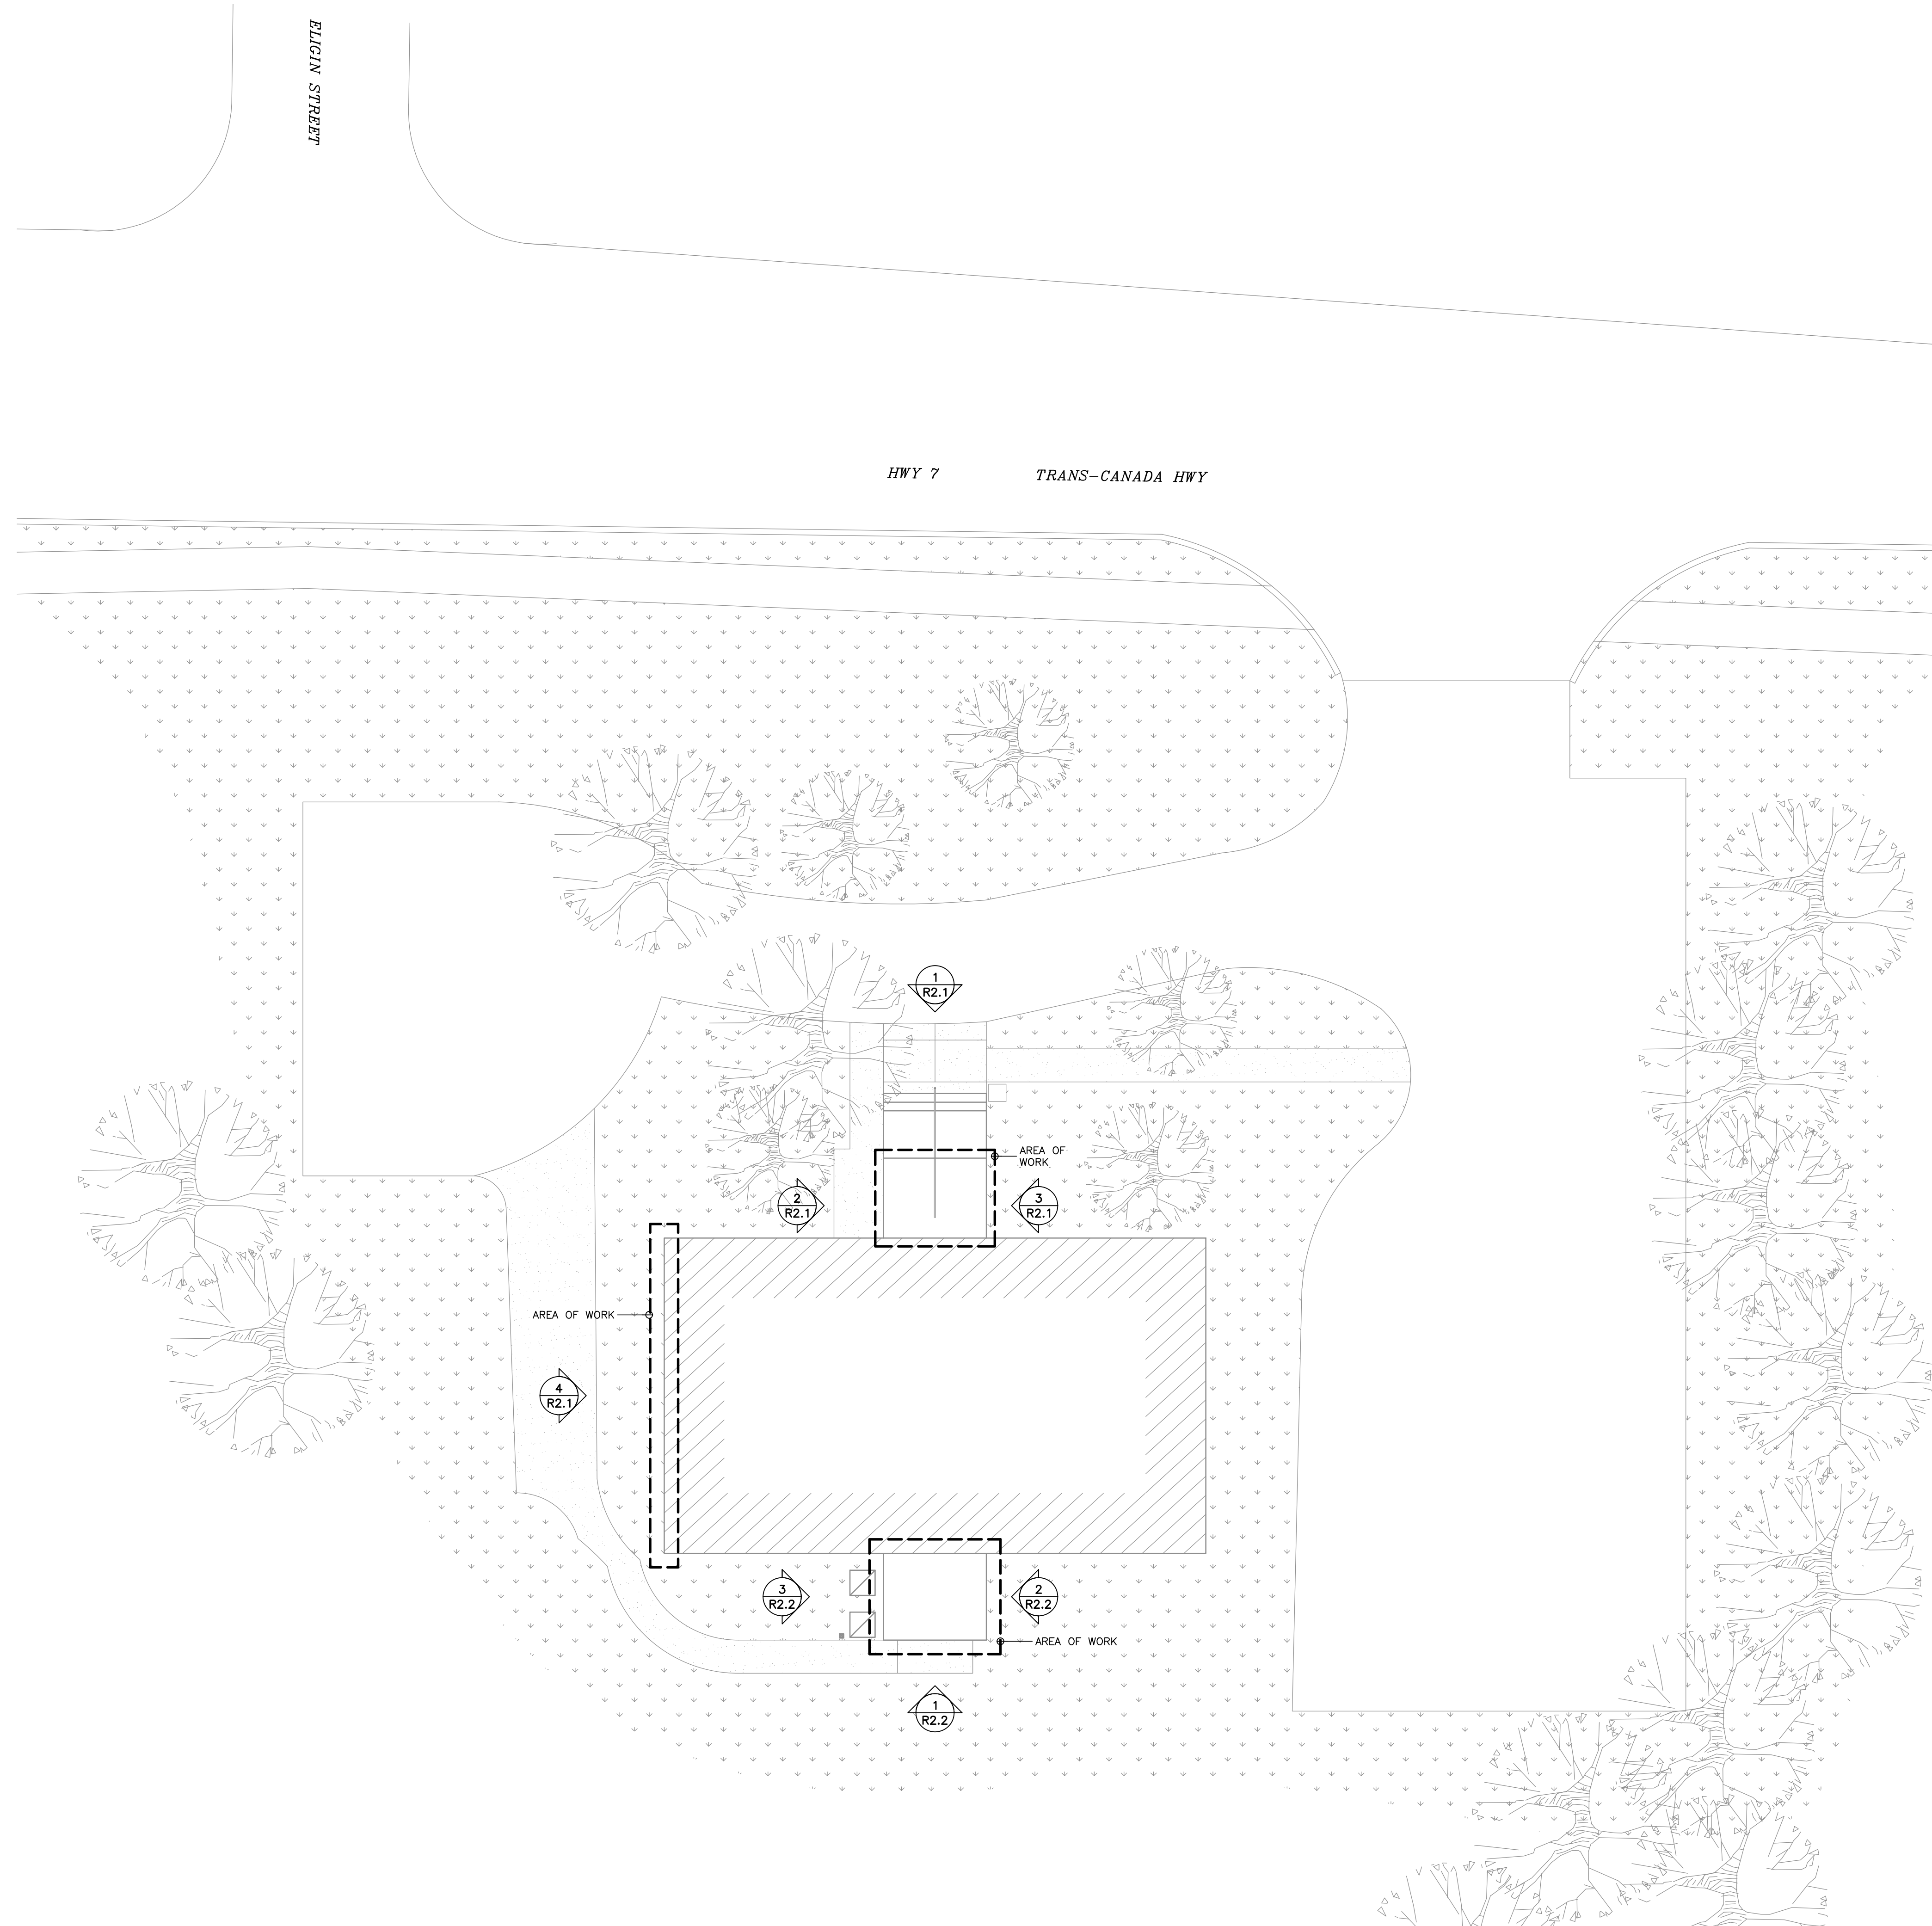 ELIGIN STREET
HWY 7
TRANS-CANADA HWY
1
R2.1
AREA OF
WORK
2
R2.1
3
R2.1
AREA OF WORK
4
R2.1
3
R2.2
2
R2.2
AREA OF WORK
1
R2.2